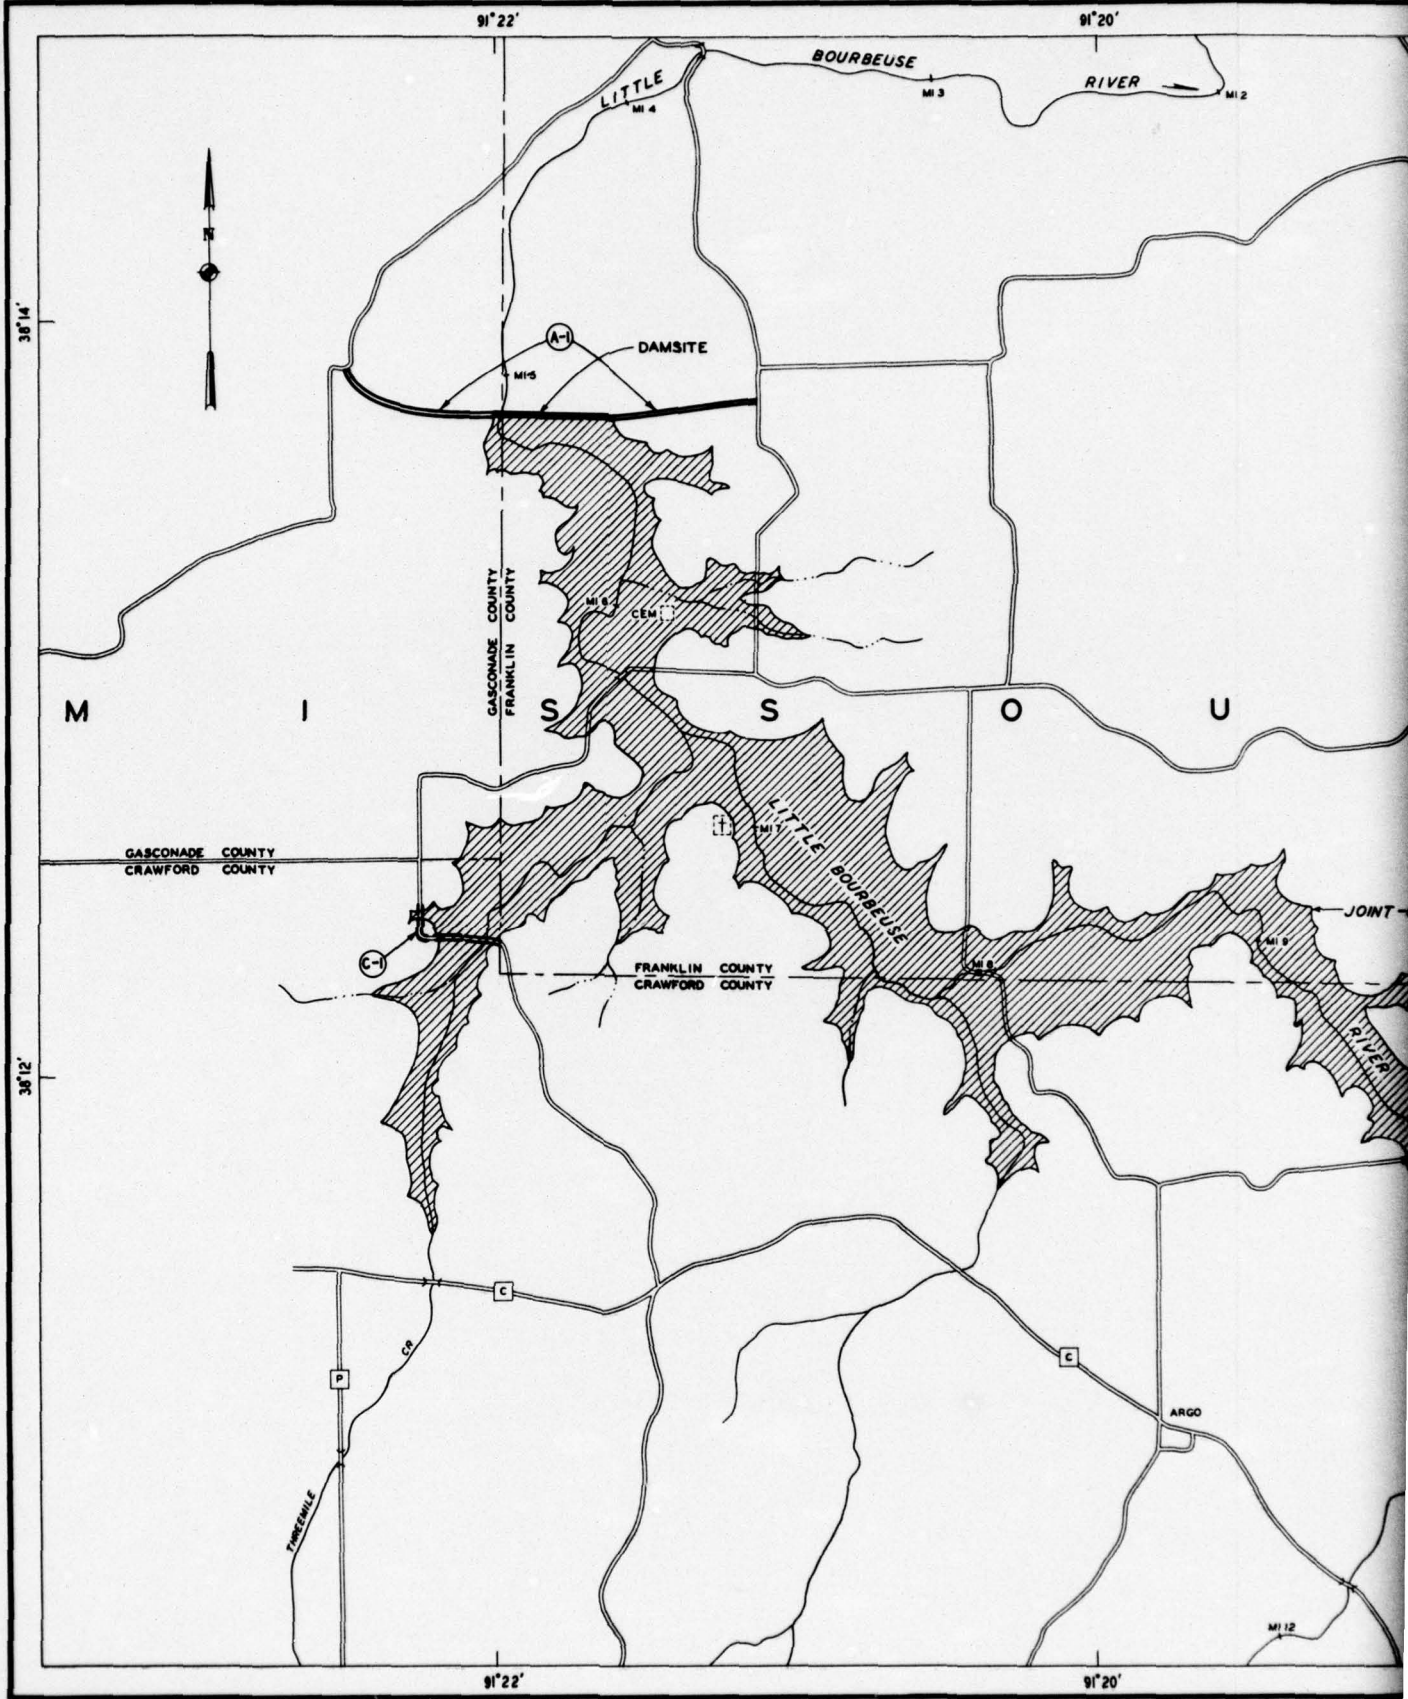 91°22' 91°20'
LITTLE BOURBEUSE RIVER
MI 4 MI 3 MI 2
N
38°14'
A-1
DAMSITE
MI 5
GASCONADE COUNTY
FRANKLIN COUNTY
MI 6
CEM
M I S S O U
LITTLE BOURBEUSE
MI 7
GASCONADE COUNTY
CRAWFORD COUNTY
JOINT
C-1
MI 8
MI 9
FRANKLIN COUNTY
CRAWFORD COUNTY
RIVER
38°12'
C
CR
C
P
ARGO
THREEMILE
MI 12
91°22' 91°20'